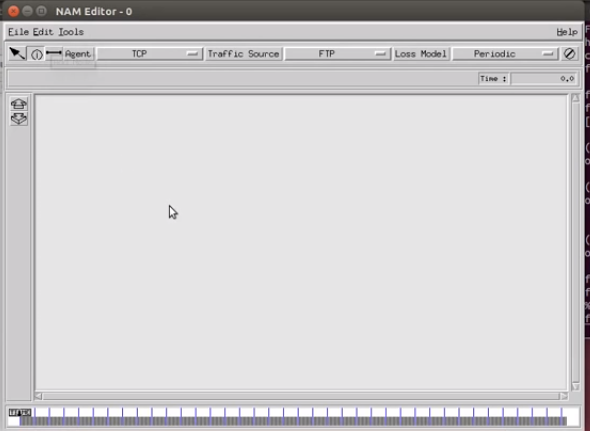 NAM Editor - 0
File Edit Tools Help
Agent TCP Traffic Source FTP Loss Model Periodic
Time : 0.0